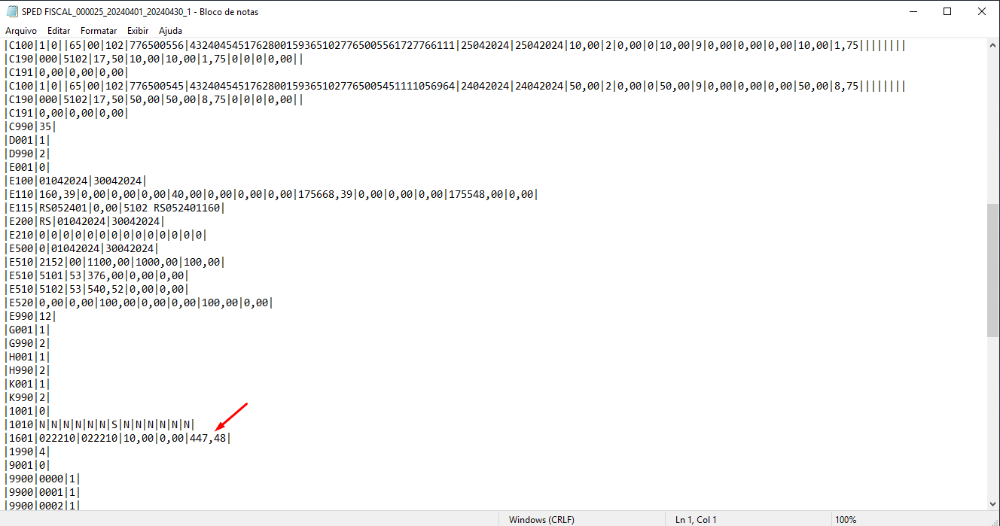 SPED FISCAL_000025_20240401_20240430_1 - Bloco de notas
Arquivo Editar Formatar Exibir Ajuda
|C100|1|0||65|00|102|776500556|43240454517628001593651027765005561727766111|25042024|25042024|10,00|2|0,00|0|10,00|9|0,00|0,00|0,00|10,00|1,75||||||||
|C190|000|5102|17,50|10,00|10,00|1,75|0|0|0|0,00||
|C191|0,00|0,00|0,00|
|C100|1|0||65|00|102|776500545|43240454517628001593651027765005451111056964|24042024|24042024|50,00|2|0,00|0|50,00|9|0,00|0,00|0,00|50,00|8,75||||||||
|C190|000|5102|17,50|50,00|50,00|8,75|0|0|0|0,00||
|C191|0,00|0,00|0,00|
|C990|35|
|D001|1|
|D990|2|
|E001|0|
|E100|01042024|30042024|
|E110|160,39|0,00|0,00|0,00|40,00|0,00|0,00|0,00|175668,39|0,00|0,00|0,00|175548,00|0,00|
|E115|RS052401|0,00|5102 RS052401160|
|E200|RS|01042024|30042024|
|E210|0|0|0|0|0|0|0|0|0|0|0|0|0|0|
|E500|0|01042024|30042024|
|E510|2152|00|1100,00|1000,00|100,00|
|E510|5101|53|376,00|0,00|0,00|
|E510|5102|53|540,52|0,00|0,00|
|E520|0,00|0,00|100,00|0,00|0,00|100,00|0,00|
|E990|12|
|G001|1|
|G990|2|
|H001|1|
|H990|2|
|K001|1|
|K990|2|
|1001|0|
|1010|N|N|N|N|N|N|S|N|N|N|N|N|N|
|1601|022210|022210|10,00|0,00|447,48|
|1990|4|
|9001|0|
|9900|0000|1|
|9900|0001|1|
|9900|0002|1|
Windows (CRLF) Ln 1, Col 1 100%